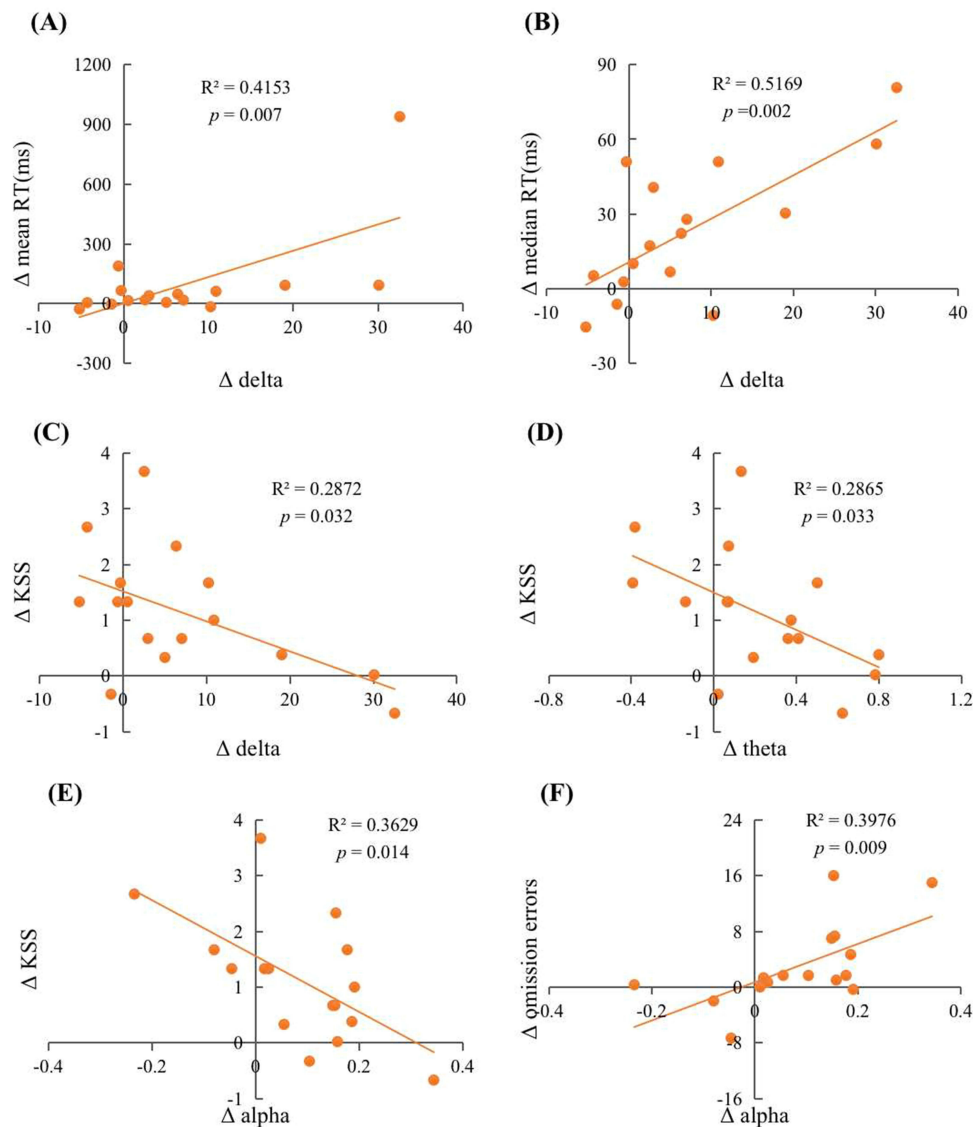 (A)
1200
900
600
300
0
-300
-10
0
10
20
30
40
R² = 0.4153
p = 0.007
Δ mean RT(ms)
Δ delta
(B)
90
60
30
0
-30
-10
0
10
20
30
40
R² = 0.5169
p =0.002
Δ median RT(ms)
Δ delta
(C)
4
3
2
1
0
-1
-10
0
10
20
30
40
R² = 0.2872
p = 0.032
Δ KSS
Δ delta
(D)
4
3
2
1
0
-1
-0.8
-0.4
0
0.4
0.8
1.2
R² = 0.2865
p = 0.033
Δ KSS
Δ theta
(E)
4
3
2
1
0
-1
-0.4
-0.2
0
0.2
0.4
R² = 0.3629
p = 0.014
Δ KSS
Δ alpha
(F)
24
16
8
0
-8
-16
-0.4
-0.2
0
0.2
0.4
R² = 0.3976
p = 0.009
Δ omission errors
Δ alpha